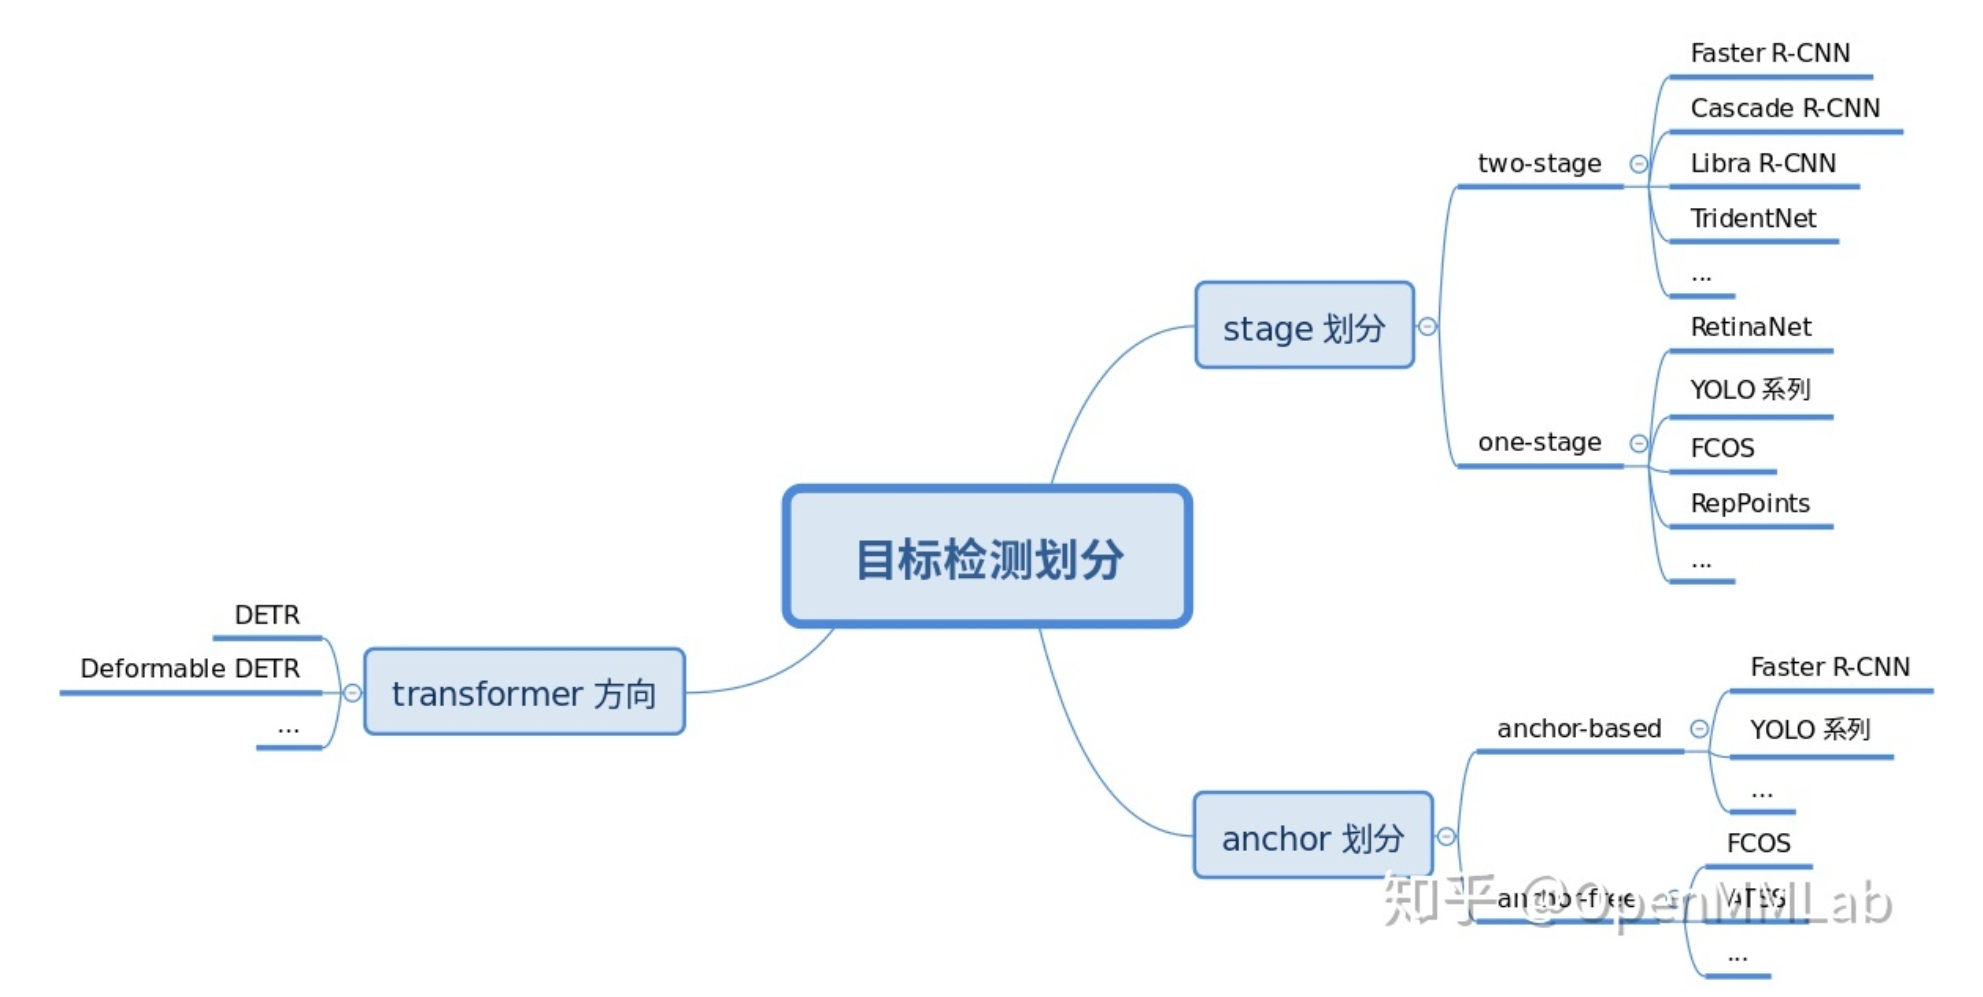 目标检测划分
stage 划分
two-stage
Faster R-CNN
Cascade R-CNN
Libra R-CNN
TridentNet
...
one-stage
RetinaNet
YOLO 系列
FCOS
RepPoints
...
anchor 划分
anchor-based
Faster R-CNN
YOLO 系列
...
anchor-free
FCOS
ATSS
...
transformer 方向
DETR
Deformable DETR
...
知乎 @OpenMMLab